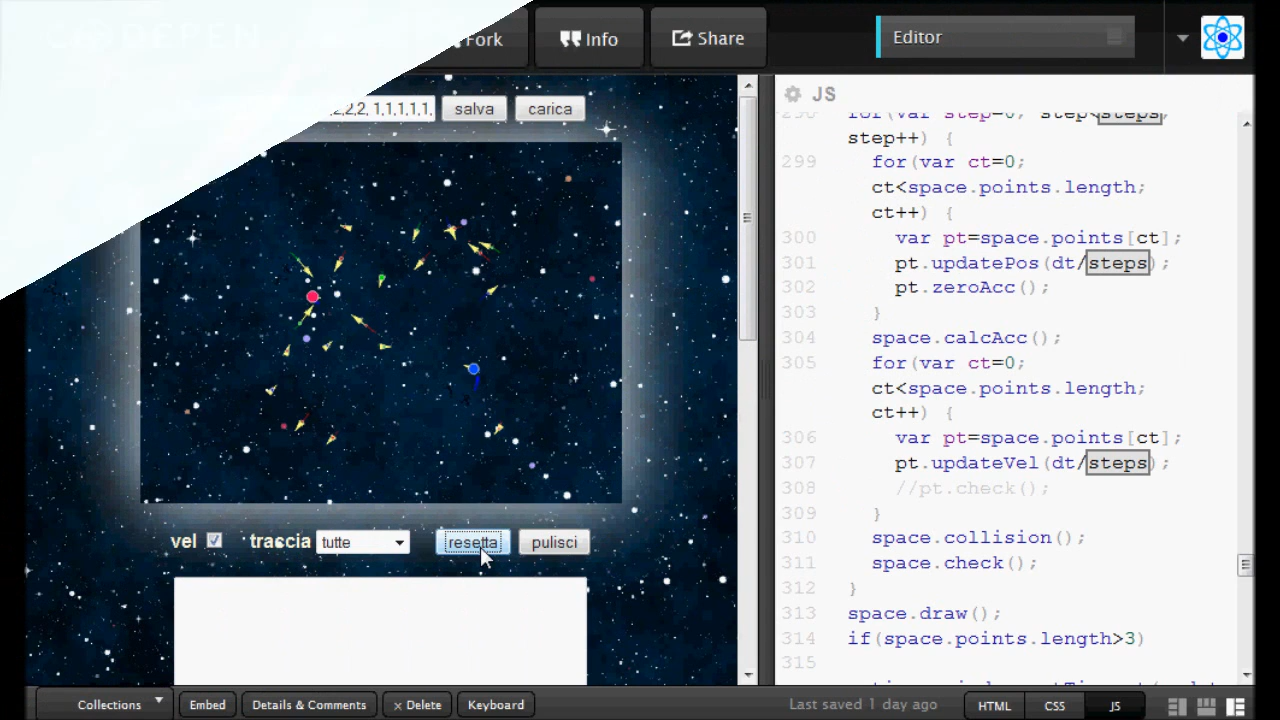 Fork
Info
Share
Editor
2,2,2, 1,1,1,1,1,
salva
carica
JS
for(var step=0; step<steps;
step++) {
299 for(var ct=0;
ct<space.points.length;
ct++) {
300 var pt=space.points[ct];
301 pt.updatePos(dt/steps);
302 pt.zeroAcc();
303 }
304 space.calcAcc();
305 for(var ct=0;
ct<space.points.length;
ct++) {
306 var pt=space.points[ct];
307 pt.updateVel(dt/steps);
308 //pt.check();
309 }
310 space.collision();
311 space.check();
312 }
313 space.draw();
314 if(space.points.length>3)
315
vel
traccia
tutte
resetta
pulisci
Collections
Embed
Details & Comments
× Delete
Keyboard
Last saved 1 day ago
HTML
CSS
JS